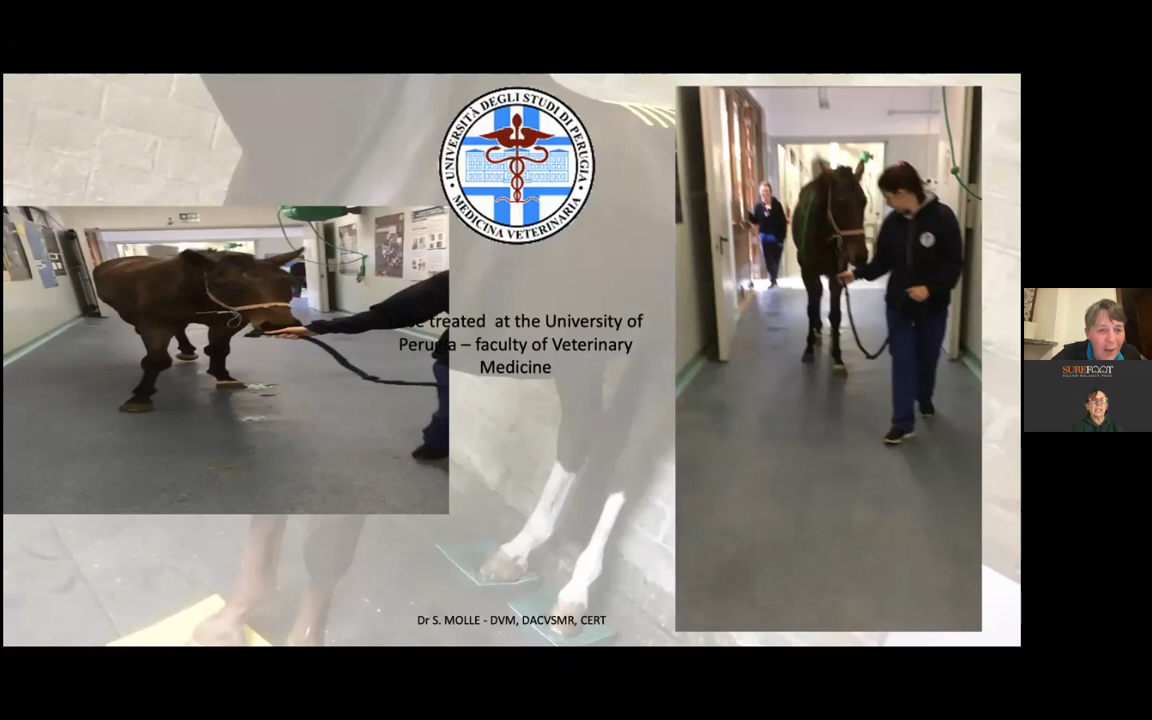 UNIVERSITÀ DEGLI STUDI DI PERUGIA
MEDICINA VETERINARIA
treated at the University of
– faculty of Veterinary
Medicine
Dr S. MOLLE - DVM, DACVSMR, CERT
SUREFOOT